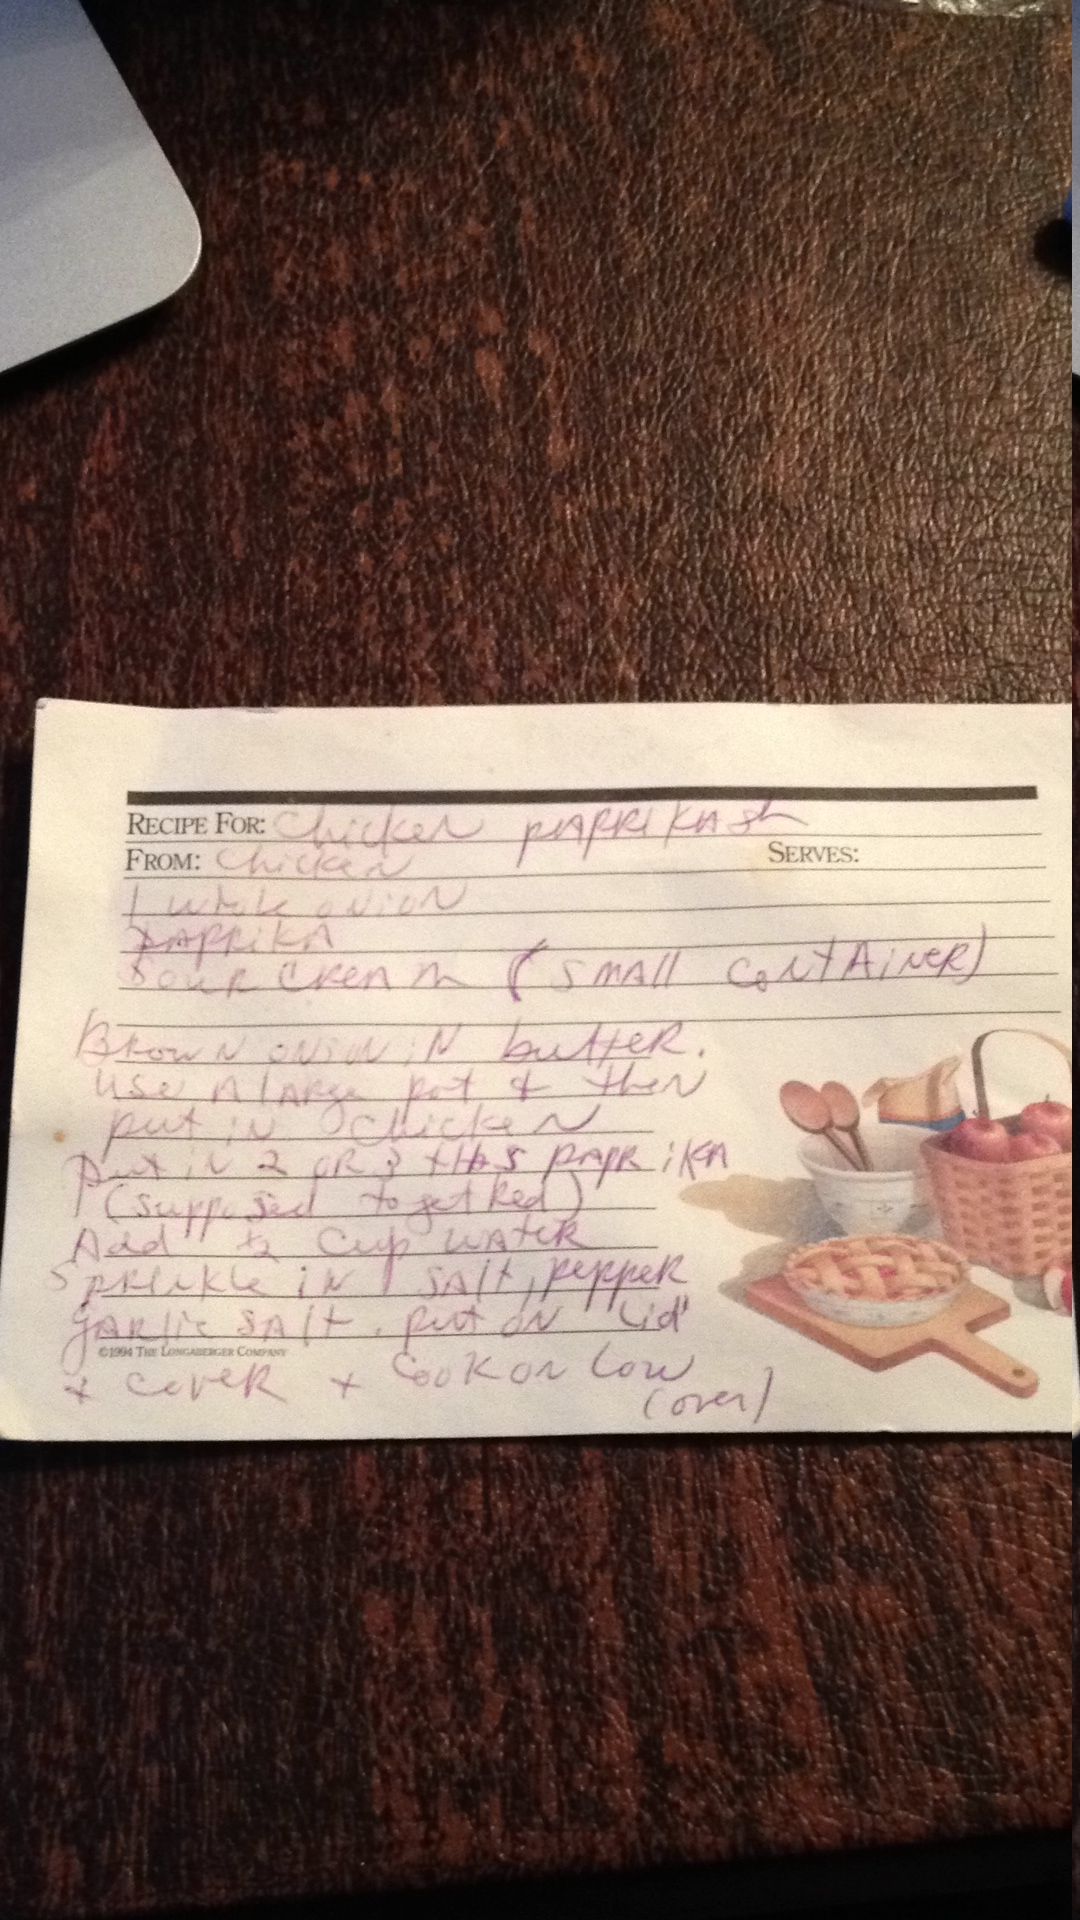 RECIPE FOR: Chicken pAPRiKAsh
FROM: Chicken SERVES:
1 whole oNioN
PAPRiKA
Sour CReAm (SmAll CoNtAiNeR)
BrowN oNioN iN butteR.
use A lARge pot & theN
put iN ChickeN
Put iN 2 OR 3 tbs PAPRiKA
(Supposed to get Red)
Add ½ Cup wAteR
SpRiNkle iN SAlt, pepper
gARlic SAlt. put oN Lid
©1994 THE LONGABERGER COMPANY
& CoveR + Cook oN Low
(over)